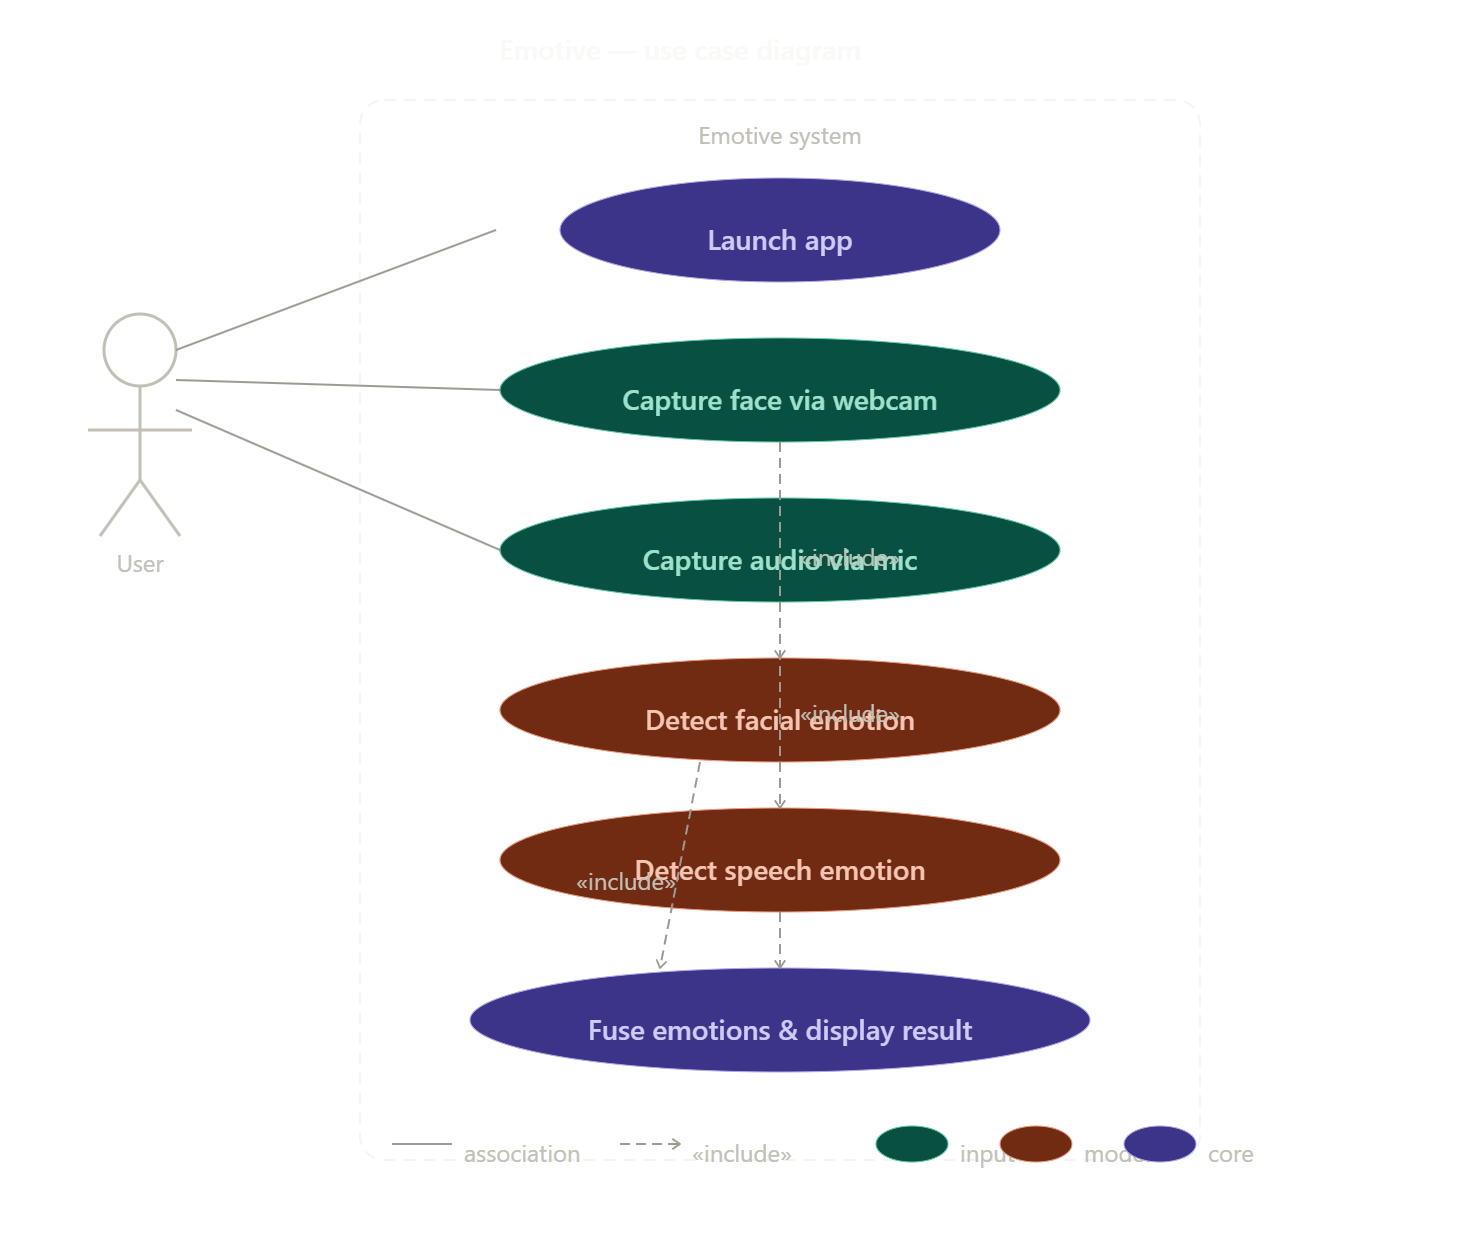 Emotive — use case diagram
Emotive system
Launch app
Capture face via webcam
Capture audio via mic
«include»
User
Detect facial emotion
«include»
Detect speech emotion
«include»
Fuse emotions & display result
association
«include»
input
model
core